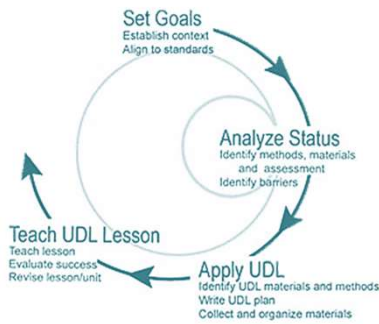 Set Goals
Establish context
Align to standards
Analyze Status
Identify methods, materials
and assessment
Identify barriers
Apply UDL
Identify UDL materials and methods
Write UDL plan
Collect and organize materials
Teach UDL Lesson
Teach lesson
Evaluate success
Revise lesson/unit